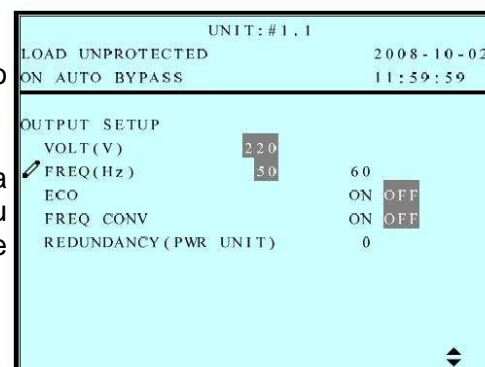 UNIT:#1.1
LOAD UNPROTECTED 2008-10-02
ON AUTO BYPASS 11:59:59
OUTPUT SETUP
VOLT(V) 220
FREQ(Hz) 50 60
ECO ON OFF
FREQ CONV ON OFF
REDUNDANCY(PWR UNIT) 0